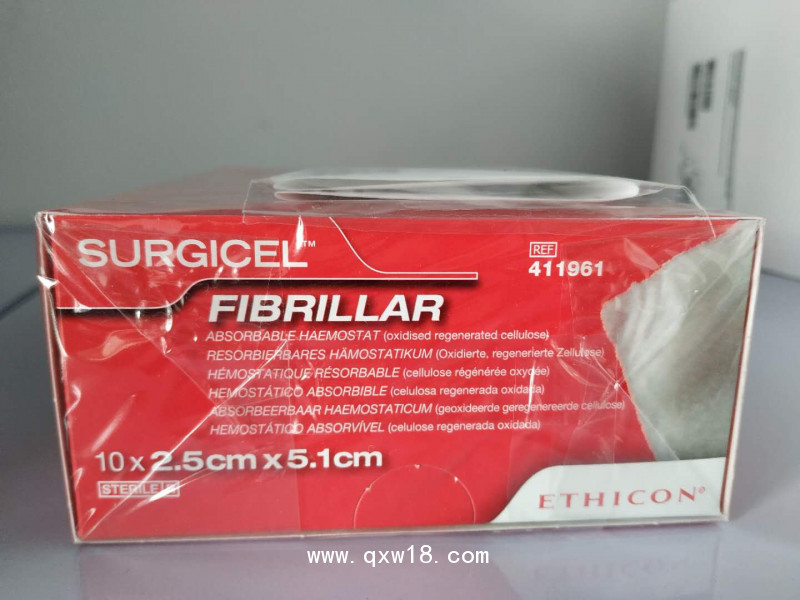 SURGICEL™
REF
411961
FIBRILLAR
ABSORBABLE HAEMOSTAT (oxidised regenerated cellulose)
RESORBIERBARES HÄMOSTATIKUM (Oxidierte, regenerierte Zellulose)
HÉMOSTATIQUE RÉSORBABLE (cellulose régénérée oxydée)
HEMOSTÁTICO ABSORBIBLE (celulosa regenerada oxidada)
ABSORBEERBAAR HAEMOSTATICUM (geoxideerde geregenereerde cellulose)
HEMOSTÁTICO ABSORVÍVEL (celulose regenerada oxidada)
10 x 2.5cm x 5.1cm
STERILE R
ETHICON®
www.qxw18.com